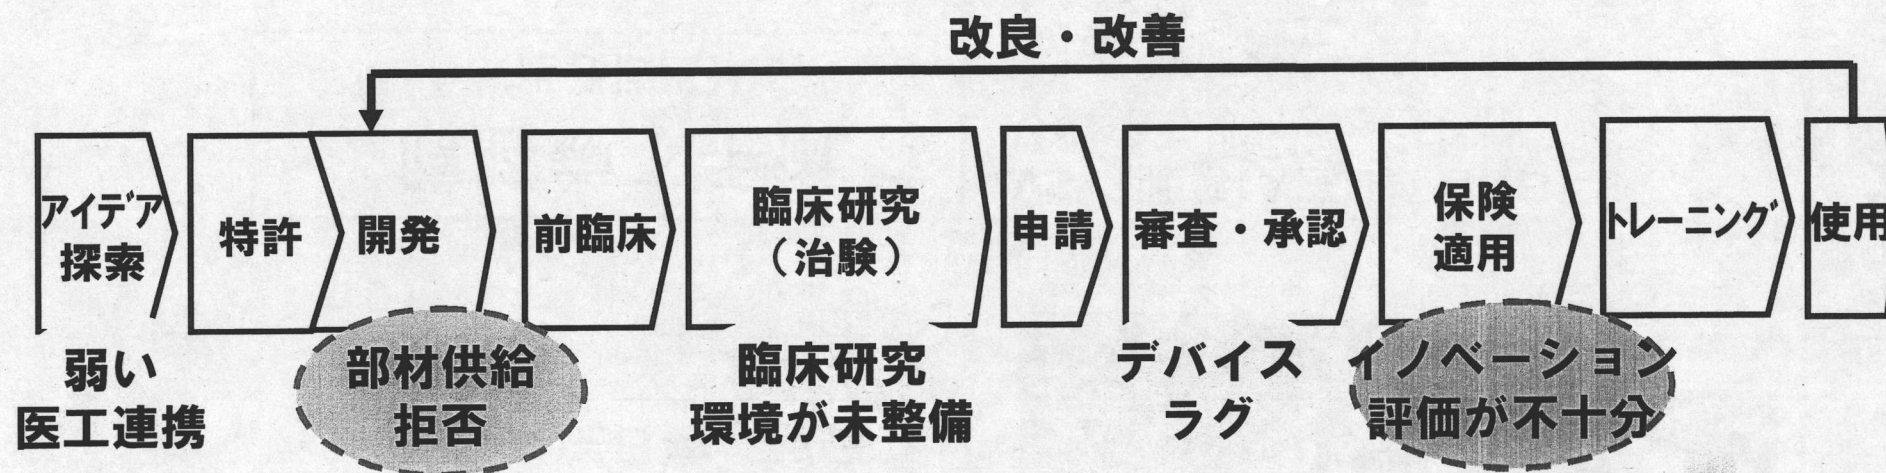 改良・改善
アイデア
探索
特許
開発
前臨床
臨床研究
（治験）
申請
審査・承認
保険
適用
トレーニング
使用
弱い
医工連携
部材供給
拒否
臨床研究
環境が未整備
デバイス
ラグ
イノベーション
評価が不十分